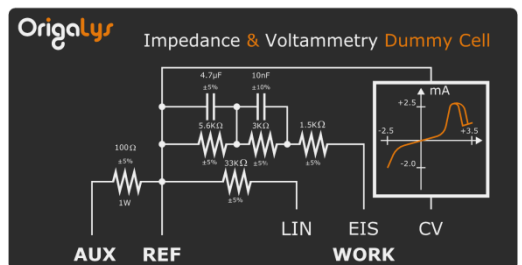 Origalys
Impedance & Voltammetry Dummy Cell
4.7µF
±5%
10nF
±10%
mA
+2.5
-2.5
+3.5
-2.0
5.6KΩ
±5%
3KΩ
±5%
1.5KΩ
±5%
100Ω
±5%
1W
33KΩ
±5%
LIN
EIS
CV
AUX
REF
WORK